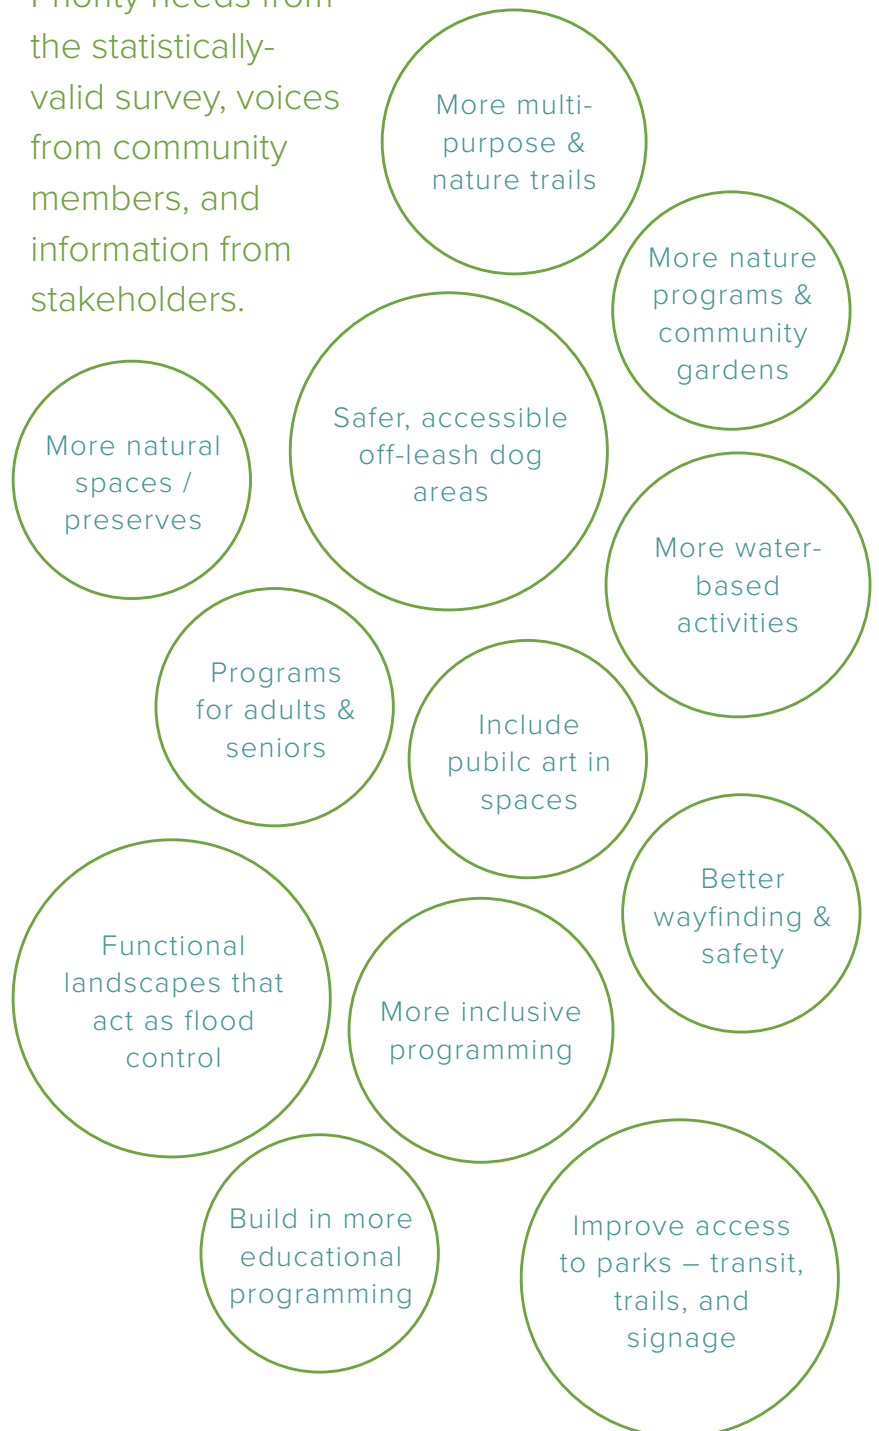 Priority needs from
the statistically-
valid survey, voices
from community
members, and
information from
stakeholders.
More multi-
purpose &
nature trails
More nature
programs &
community
gardens
Safer, accessible
off-leash dog
areas
More natural
spaces /
preserves
More water-
based
activities
Programs
for adults &
seniors
Include
pubilc art in
spaces
Better
wayfinding &
safety
Functional
landscapes that
act as flood
control
More inclusive
programming
Build in more
educational
programming
Improve access
to parks – transit,
trails, and
signage